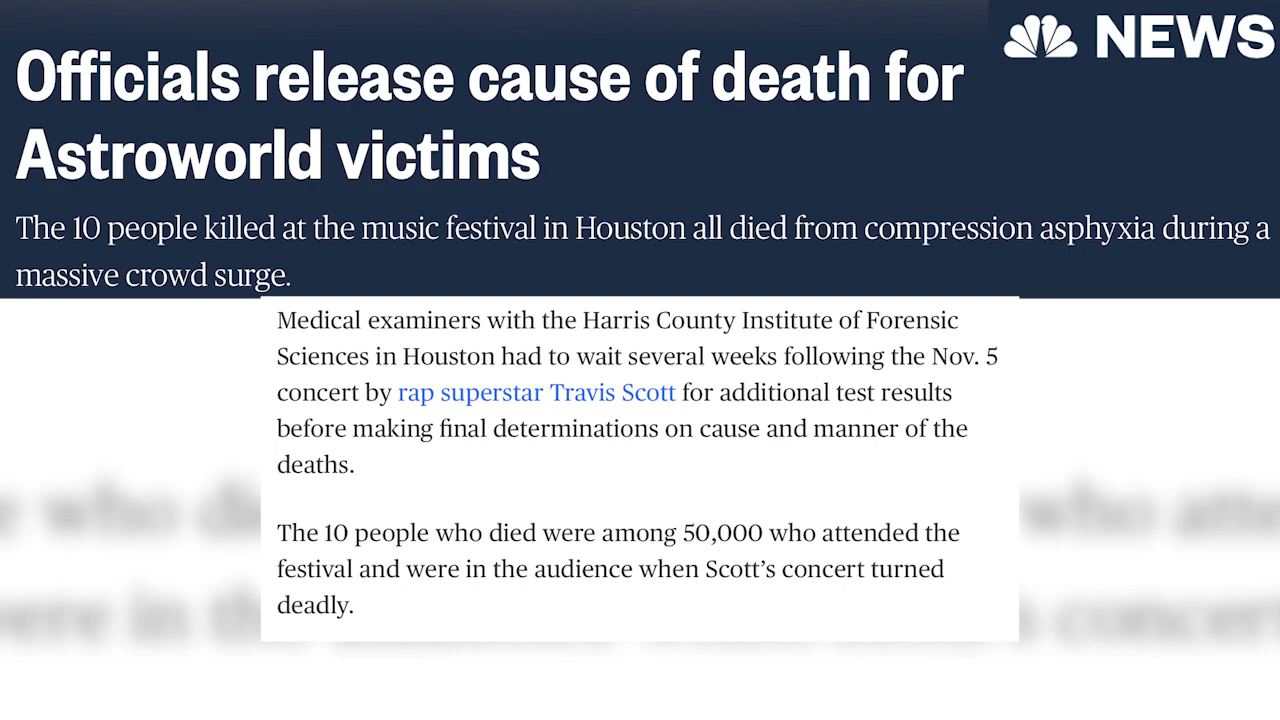 NEWS
Officials release cause of death for
Astroworld victims
The 10 people killed at the music festival in Houston all died from compression asphyxia during a
massive crowd surge.
Medical examiners with the Harris County Institute of Forensic
Sciences in Houston had to wait several weeks following the Nov. 5
concert by rap superstar Travis Scott for additional test results
before making final determinations on cause and manner of the
deaths.
The 10 people who died were among 50,000 who attended the
festival and were in the audience when Scott’s concert turned
deadly.